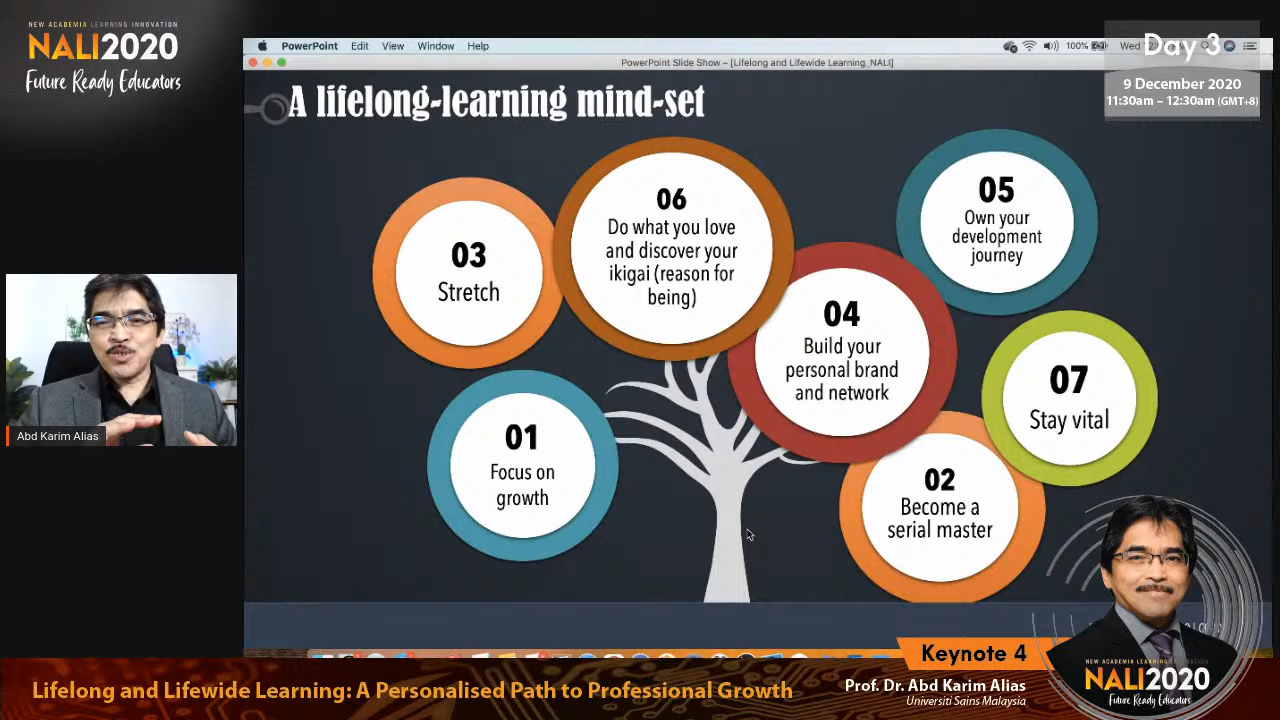 NEW ACADEMIA LEARNING INNOVATION
NALI2020
Future Ready Educators
PowerPoint Edit View Window Help
100%
Wed
Day 3
PowerPoint Slide Show – [Lifelong and Lifewide Learning_NALI]
9 December 2020
11:30am – 12:30am (GMT+8)
A lifelong-learning mind-set
03
Stretch
06
Do what you love
and discover your
ikigai (reason for
being)
05
Own your
development
journey
04
Build your
personal brand
and network
07
Stay vital
01
Focus on
growth
02
Become a
serial master
Abd Karim Alias
Keynote 4
Lifelong and Lifewide Learning: A Personalised Path to Professional Growth
Prof. Dr. Abd Karim Alias
Universiti Sains Malaysia
NEW ACADEMIA LEARNING INNOVATION
NALI2020
Future Ready Educators